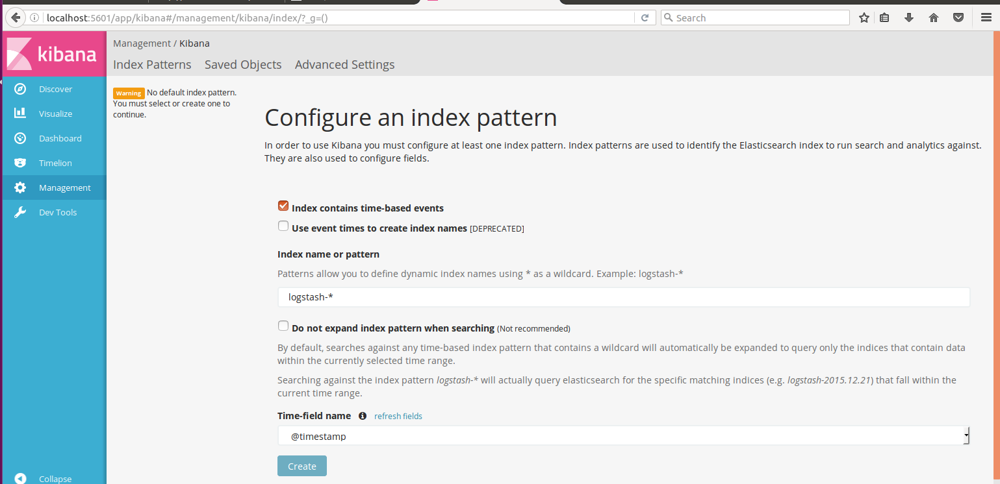 localhost:5601/app/kibana#/management/kibana/index/?_g=()
Search
kibana
Management / Kibana
Index Patterns Saved Objects Advanced Settings
Discover
Visualize
Dashboard
Timelion
Management
Dev Tools
Collapse
Warning No default index pattern.
You must select or create one to
continue.
Configure an index pattern
In order to use Kibana you must configure at least one index pattern. Index patterns are used to identify the Elasticsearch index to run search and analytics against.
They are also used to configure fields.
Index contains time-based events
Use event times to create index names [DEPRECATED]
Index name or pattern
Patterns allow you to define dynamic index names using * as a wildcard. Example: logstash-*
logstash-*
Do not expand index pattern when searching (Not recommended)
By default, searches against any time-based index pattern that contains a wildcard will automatically be expanded to query only the indices that contain data
within the currently selected time range.
Searching against the index pattern logstash-* will actually query elasticsearch for the specific matching indices (e.g. logstash-2015.12.21) that fall within the
current time range.
Time-field name refresh fields
@timestamp
Create